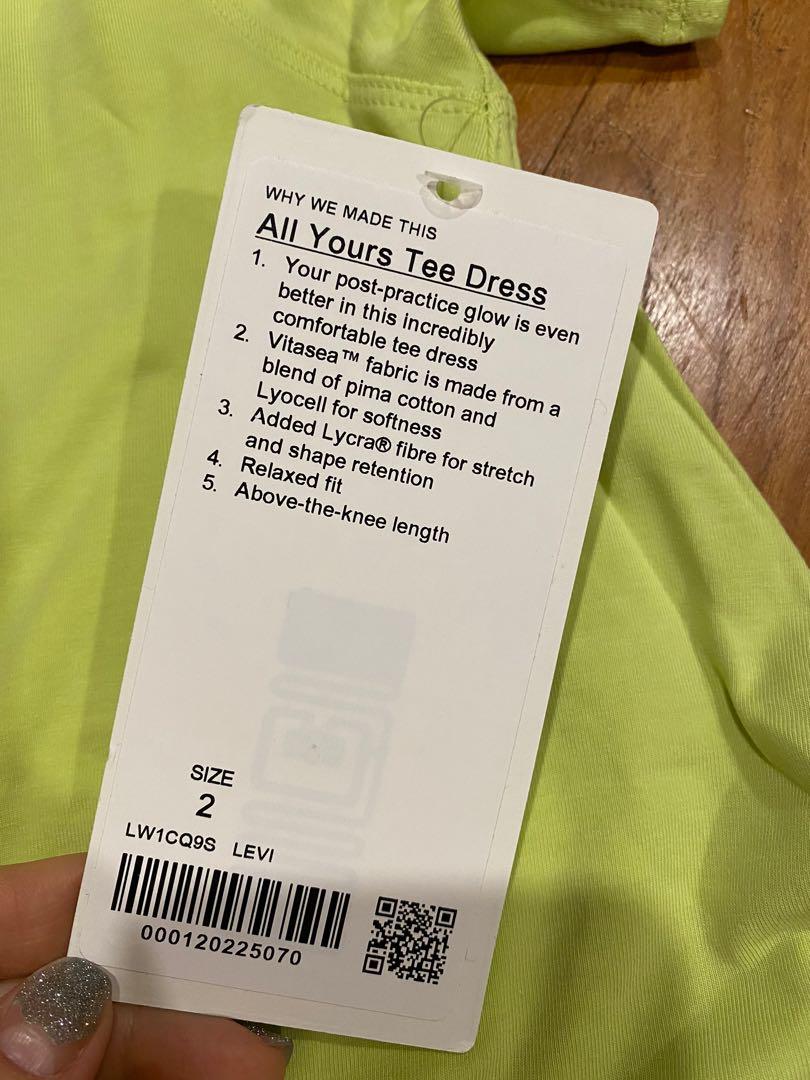 WHY WE MADE THIS
All Yours Tee Dress
1. Your post-practice glow is even
better in this incredibly
comfortable tee dress
2. Vitasea™ fabric is made from a
blend of pima cotton and
Lyocell for softness
3. Added Lycra® fibre for stretch
and shape retention
4. Relaxed fit
5. Above-the-knee length
SIZE
2
LW1CQ9S LEVI
000120225070